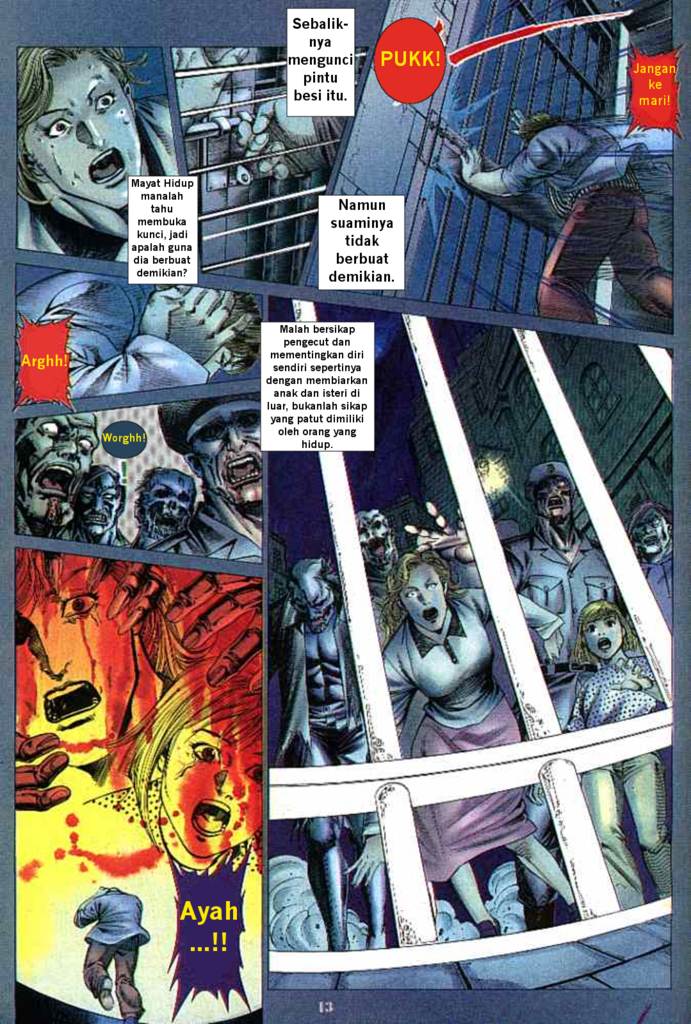 Sebalik-
nya
mengunci
pintu
besi itu.
PUKK!
Jangan
ke
mari!
Mayat Hidup
manalah
tahu
membuka
kunci, jadi
apalah guna
dia berbuat
demikian?
Namun
suaminya
tidak
berbuat
demikian.
Arghh!
Malah bersikap
pengecut dan
mementingkan diri
sendiri sepertinya
dengan membiarkan
anak dan isteri di
luar, bukanlah sikap
yang patut dimiliki
oleh orang yang
hidup.
Worghh!
Ayah
...!!
13